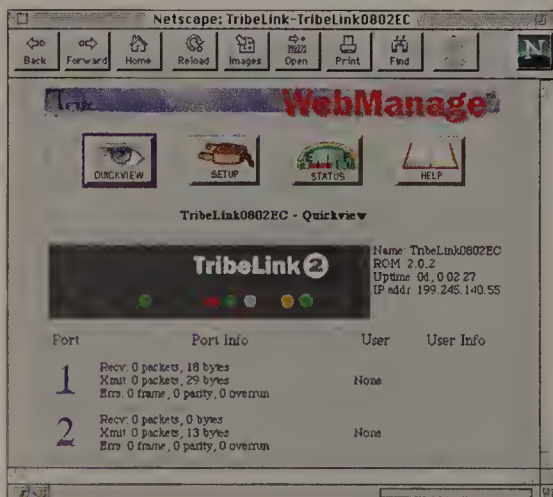 Netscape: TribeLink-TribeLink0802EC
Back Forward Home Reload Images Open Print Find
N
WebManage
QUICKVIEW SETUP STATUS HELP
TribeLink0802EC - Quickview
TribeLink 2
Name: TribeLink0802EC
ROM 2.0.2
Uptime 0d, 0 02 27
IP addr 199.245.140.55
Port Port Info User User Info
1
Recv: 0 packets, 18 bytes
Xmit 0 packets, 29 bytes
Errs. 0 frame, 0 parity, 0 overrun
None
2
Recv: 0 packets, 0 bytes
Xmit 0 packets, 13 bytes
Errs. 0 frame, 0 parity, 0 overrun
None